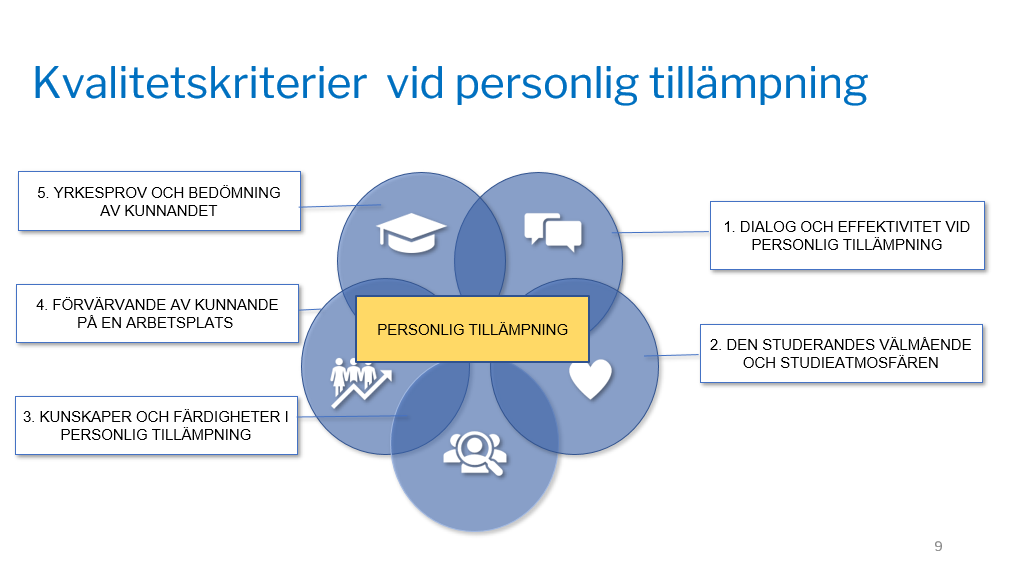 Kvalitetskriterier vid personlig tillämpning
5. YRKESPROV OCH BEDÖMNING
AV KUNNANDET
1. DIALOG OCH EFFEKTIVITET VID
PERSONLIG TILLÄMPNING
4. FÖRVÄRVANDE AV KUNNANDE
PÅ EN ARBETSPLATS
PERSONLIG TILLÄMPNING
2. DEN STUDERANDES VÄLMÅENDE
OCH STUDIEATMOSFÄREN
3. KUNSKAPER OCH FÄRDIGHETER I
PERSONLIG TILLÄMPNING
9